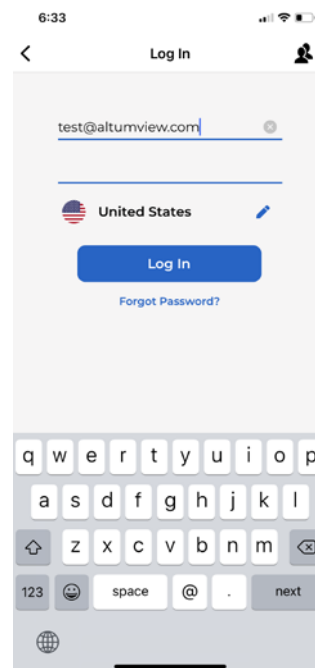 6:33
Log In
test@altumview.com
United States
Log In
Forgot Password?
q w e r t y u i o p
a s d f g h j k l
z x c v b n m
123 space @ . next